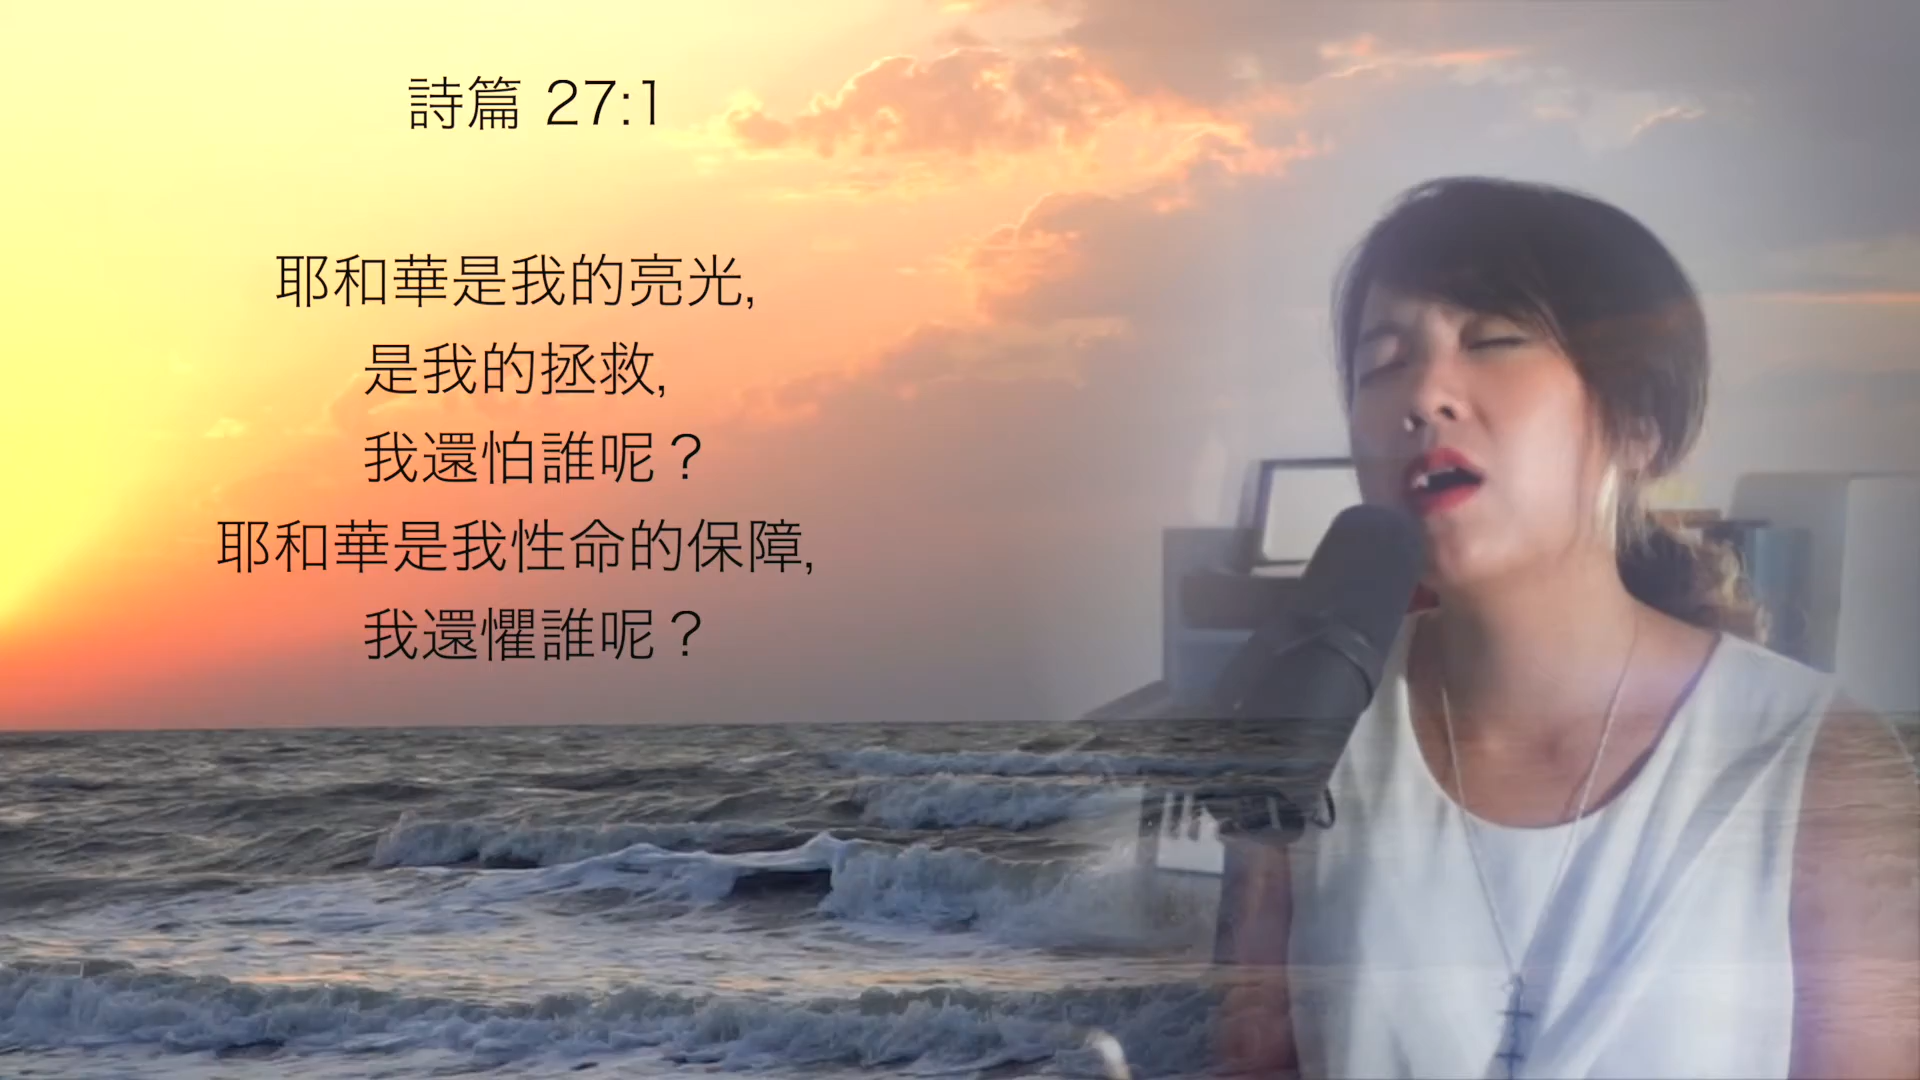 詩篇 27:1
耶和華是我的亮光,
是我的拯救,
我還怕誰呢？
耶和華是我性命的保障,
我還懼誰呢？